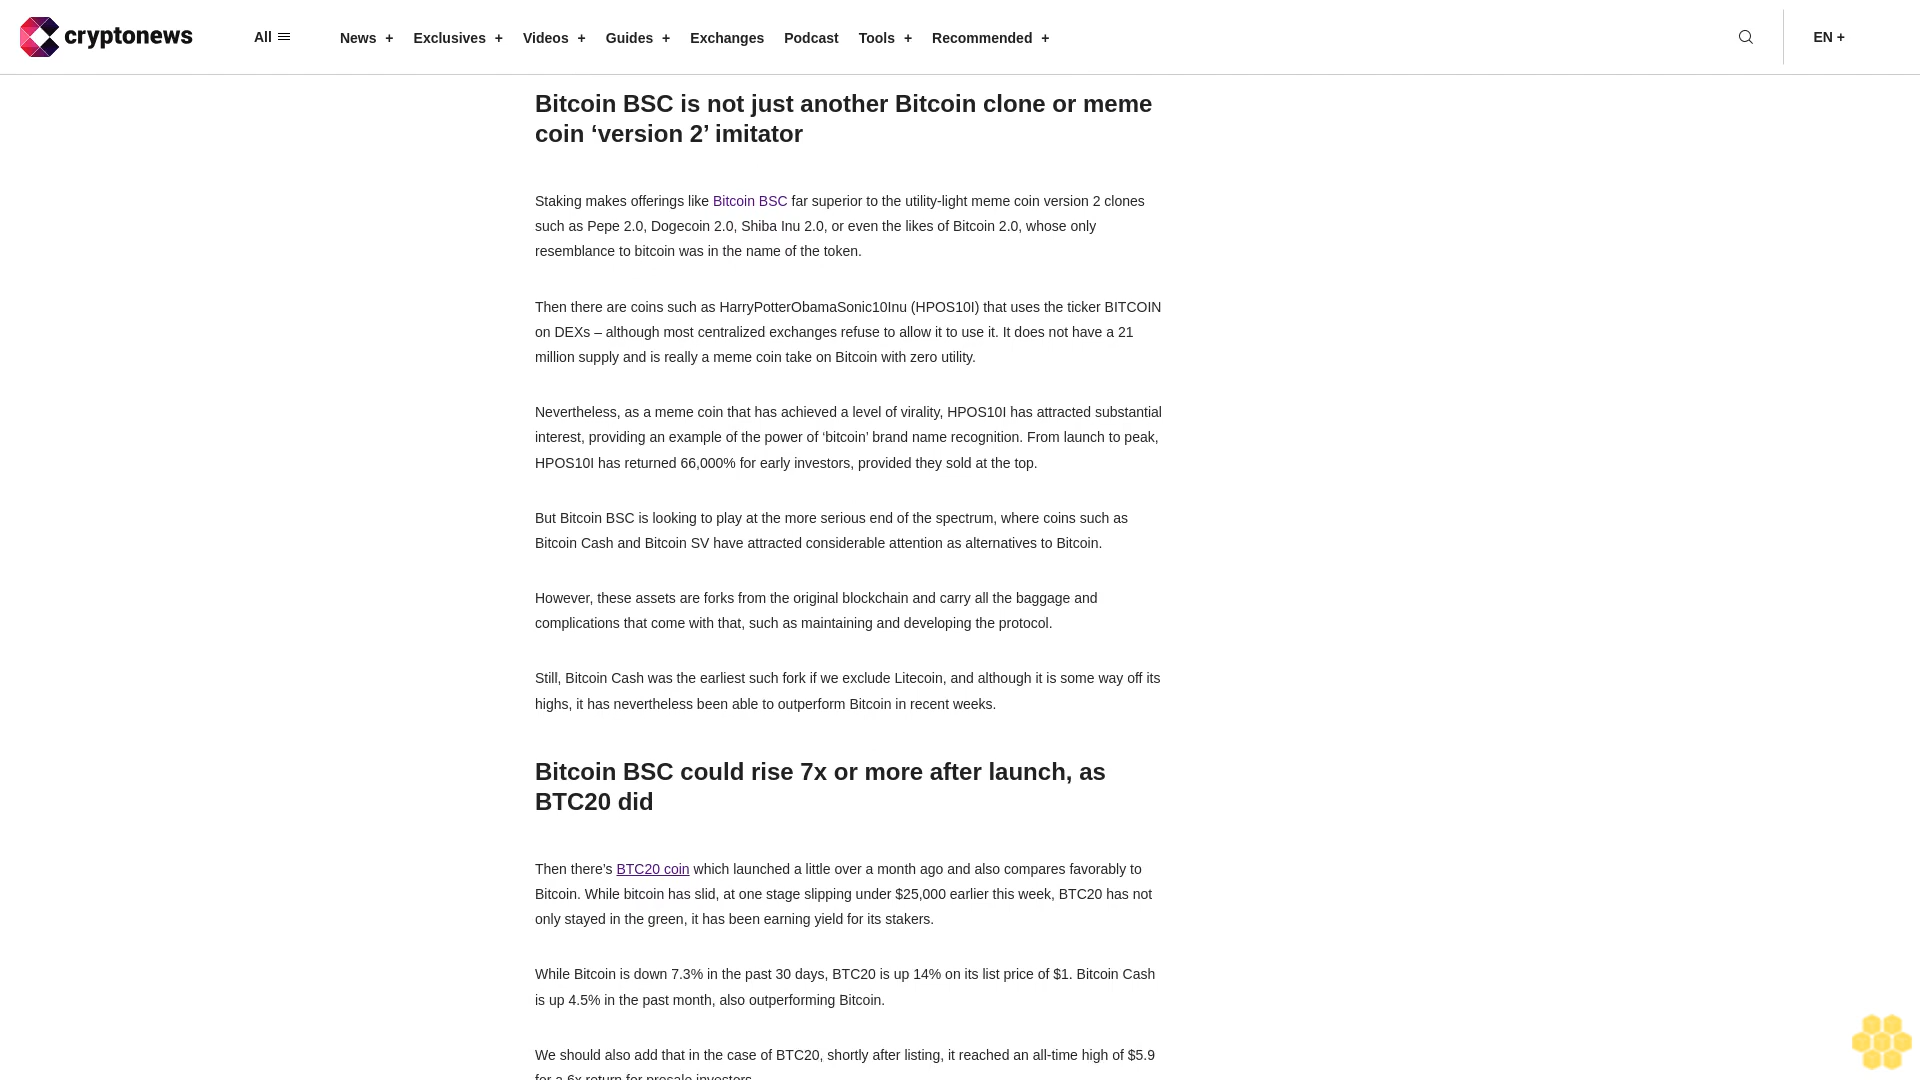 cryptonews
All
News +
Exclusives +
Videos +
Guides +
Exchanges
Podcast
Tools +
Recommended +
EN +
Bitcoin BSC is not just another Bitcoin clone or meme
coin ‘version 2’ imitator
Staking makes offerings like Bitcoin BSC far superior to the utility-light meme coin version 2 clones
such as Pepe 2.0, Dogecoin 2.0, Shiba Inu 2.0, or even the likes of Bitcoin 2.0, whose only
resemblance to bitcoin was in the name of the token.
Then there are coins such as HarryPotterObamaSonic10Inu (HPOS10I) that uses the ticker BITCOIN
on DEXs – although most centralized exchanges refuse to allow it to use it. It does not have a 21
million supply and is really a meme coin take on Bitcoin with zero utility.
Nevertheless, as a meme coin that has achieved a level of virality, HPOS10I has attracted substantial
interest, providing an example of the power of ‘bitcoin’ brand name recognition. From launch to peak,
HPOS10I has returned 66,000% for early investors, provided they sold at the top.
But Bitcoin BSC is looking to play at the more serious end of the spectrum, where coins such as
Bitcoin Cash and Bitcoin SV have attracted considerable attention as alternatives to Bitcoin.
However, these assets are forks from the original blockchain and carry all the baggage and
complications that come with that, such as maintaining and developing the protocol.
Still, Bitcoin Cash was the earliest such fork if we exclude Litecoin, and although it is some way off its
highs, it has nevertheless been able to outperform Bitcoin in recent weeks.
Bitcoin BSC could rise 7x or more after launch, as
BTC20 did
Then there’s BTC20 coin which launched a little over a month ago and also compares favorably to
Bitcoin. While bitcoin has slid, at one stage slipping under $25,000 earlier this week, BTC20 has not
only stayed in the green, it has been earning yield for its stakers.
While Bitcoin is down 7.3% in the past 30 days, BTC20 is up 14% on its list price of $1. Bitcoin Cash
is up 4.5% in the past month, also outperforming Bitcoin.
We should also add that in the case of BTC20, shortly after listing, it reached an all-time high of $5.9
for a 6x return for presale investors.